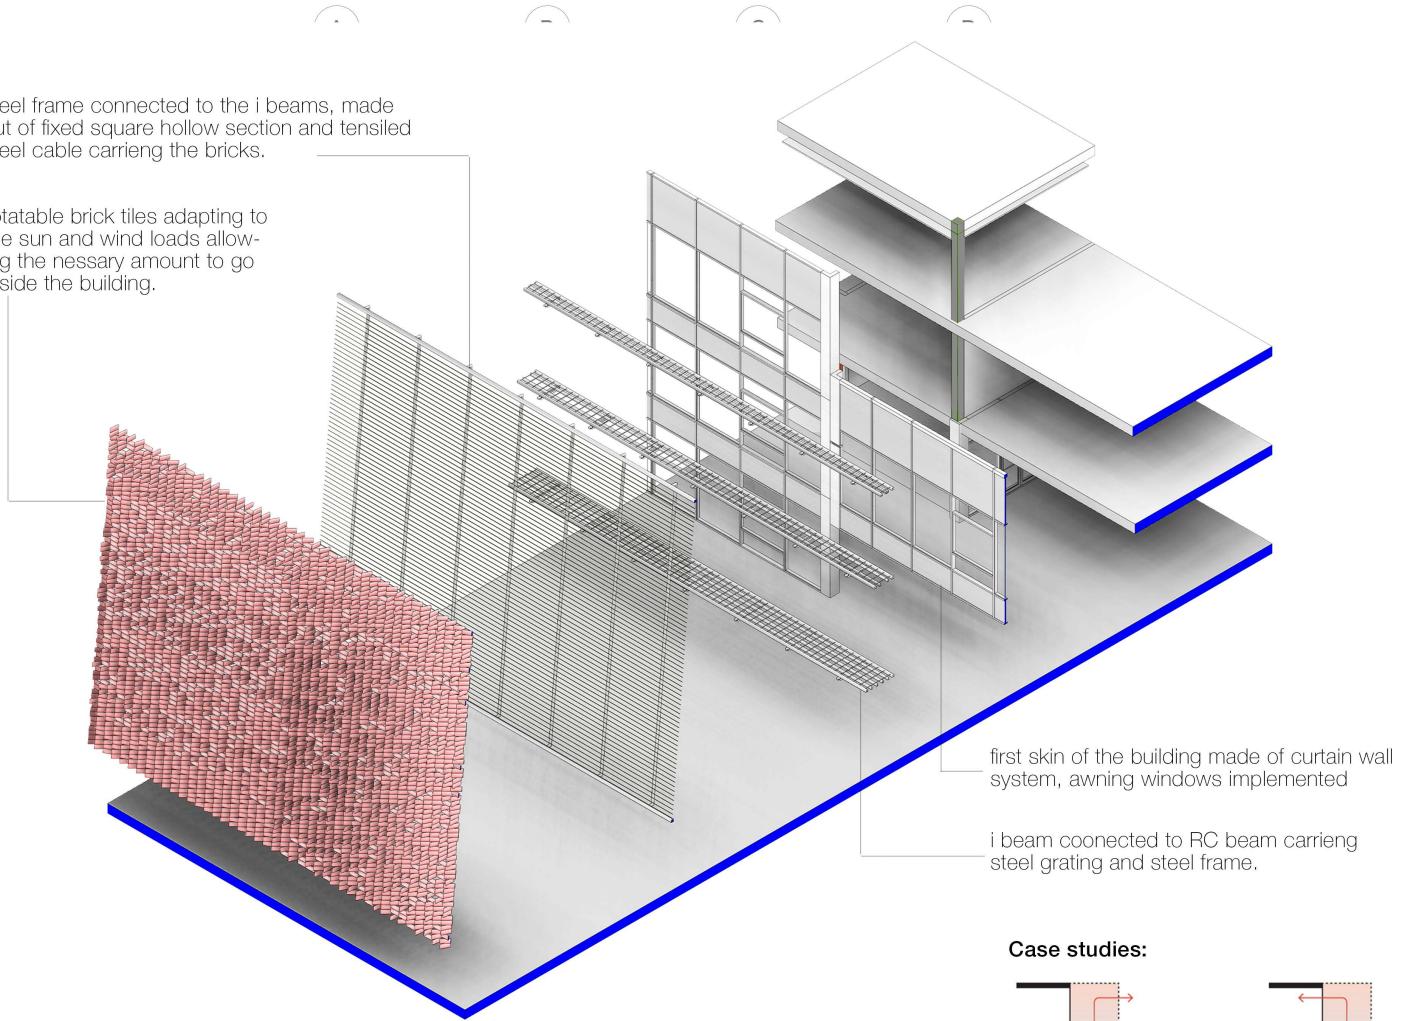 eel frame connected to the i beams, made
ut of fixed square hollow section and tensiled
eel cable carrieng the bricks.
otatable brick tiles adapting to
e sun and wind loads allow-
g the nessary amount to go
side the building.
first skin of the building made of curtain wall
system, awning windows implemented
i beam coonected to RC beam carrieng
steel grating and steel frame.
Case studies: